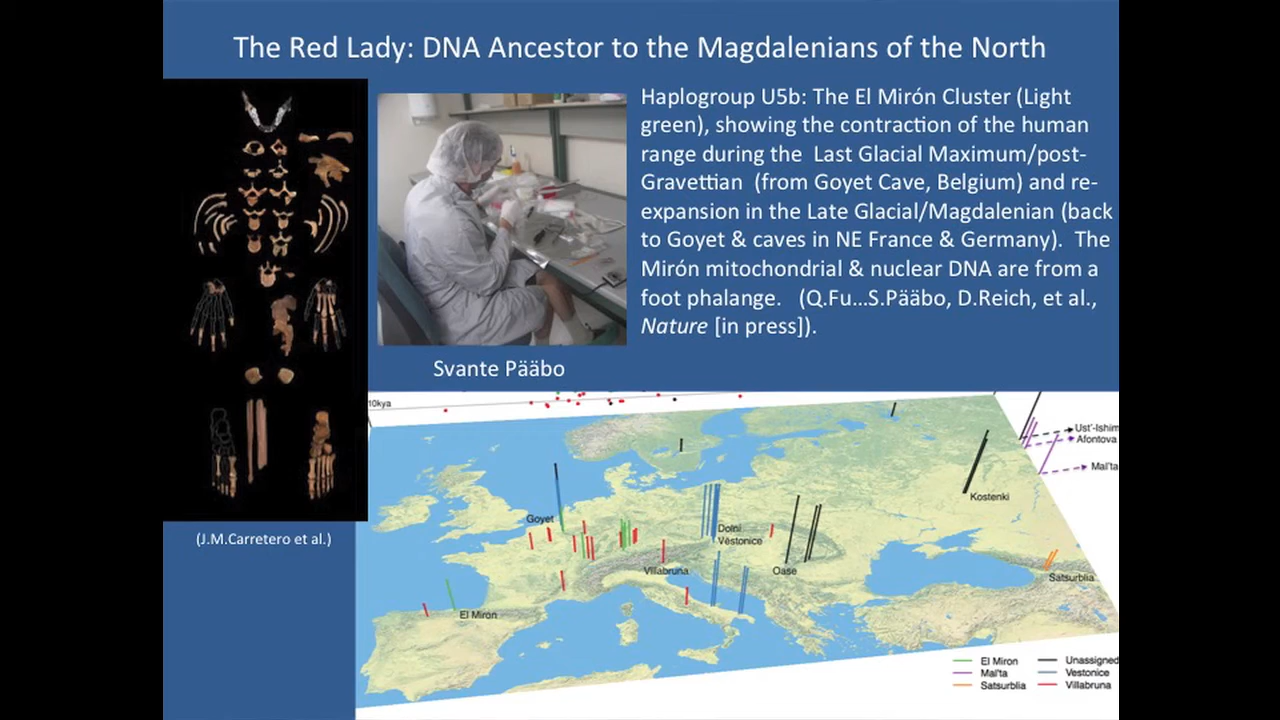 The Red Lady: DNA Ancestor to the Magdalenians of the North
Haplogroup U5b: The El Mirón Cluster (Light
green), showing the contraction of the human
range during the Last Glacial Maximum/post-
Gravettian (from Goyet Cave, Belgium) and re-
expansion in the Late Glacial/Magdalenian (back
to Goyet & caves in NE France & Germany). The
Mirón mitochondrial & nuclear DNA are from a
foot phalange. (Q.Fu…S.Pääbo, D.Reich, et al.,
Nature [in press]).
Svante Pääbo
(J.M.Carretero et al.)
10kya
Ust'-Ishim
Afontova
Mal'ta
Kostenki
Goyet
Dolni
Véstonice
Villabruna
Oase
Satsurblia
El Miron
El Miron
Mal'ta
Satsurblia
Unassigned
Vestonice
Villabruna